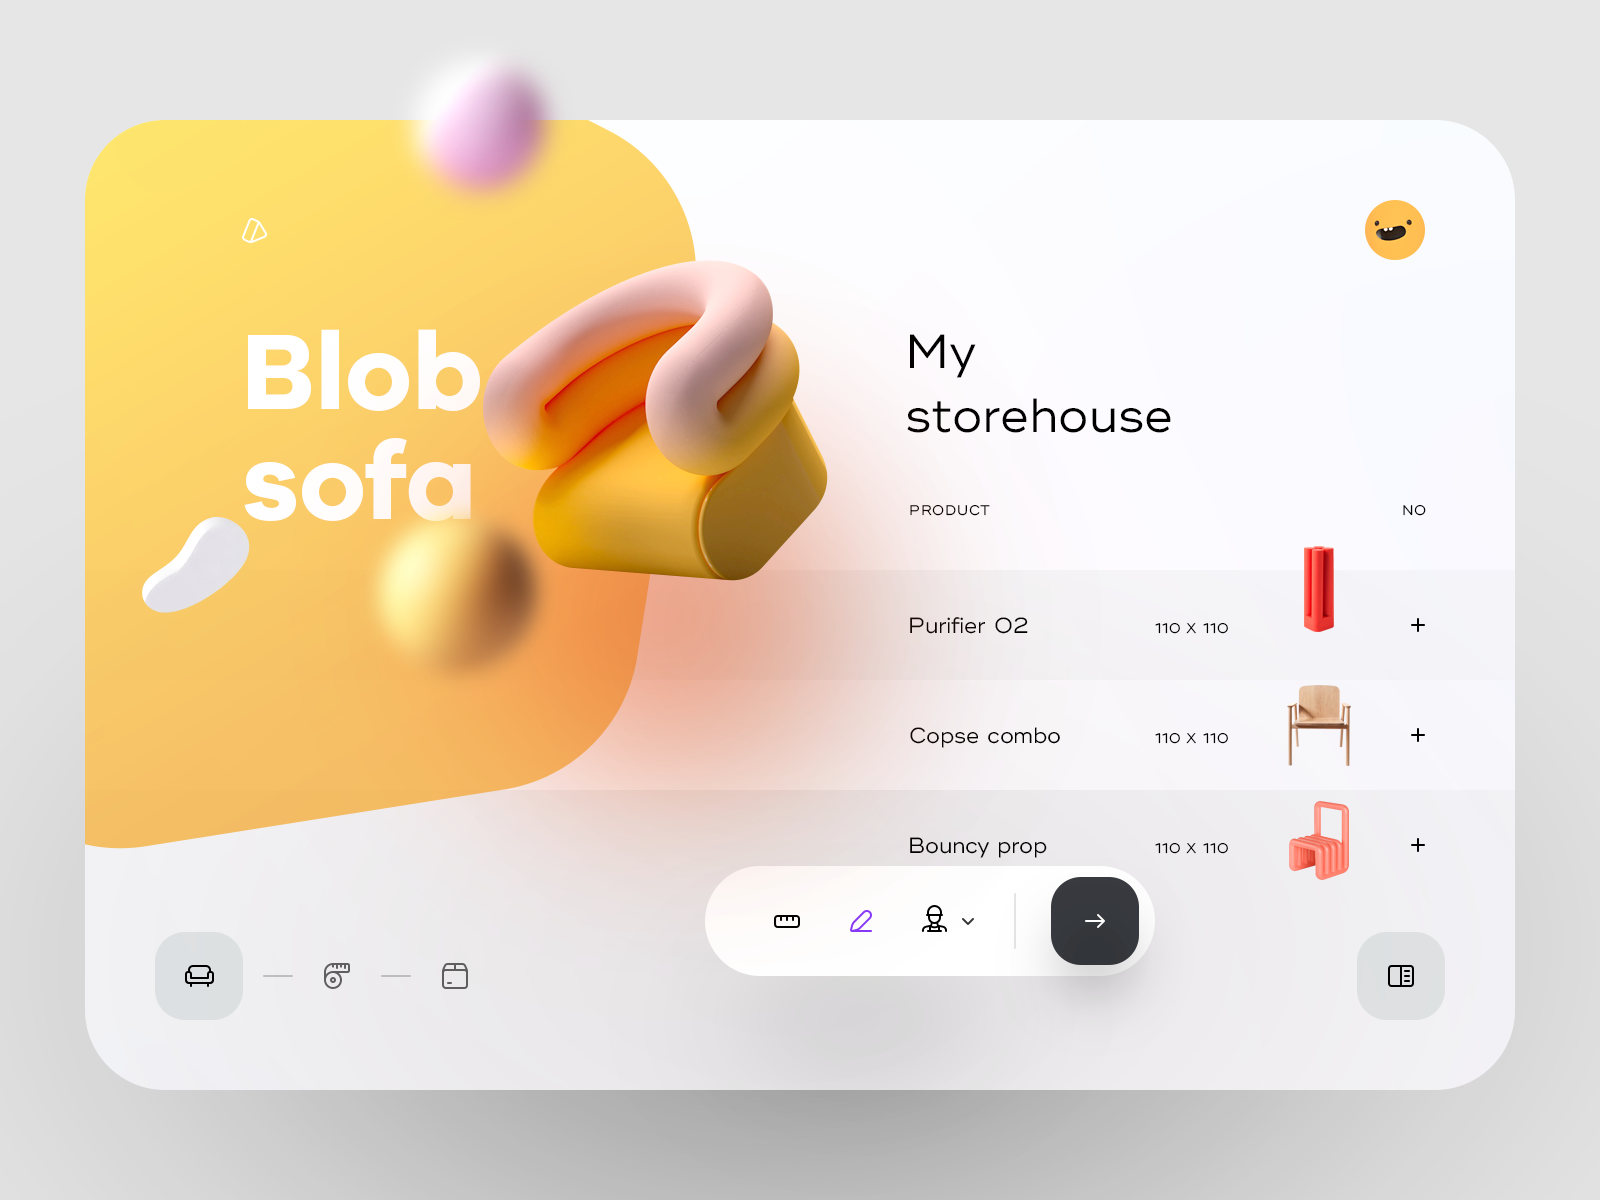 Blob
sofa
My
storehouse
PRODUCT NO
Purifier O2 110 X 110 +
Copse combo 110 X 110 +
Bouncy prop 110 X 110 +